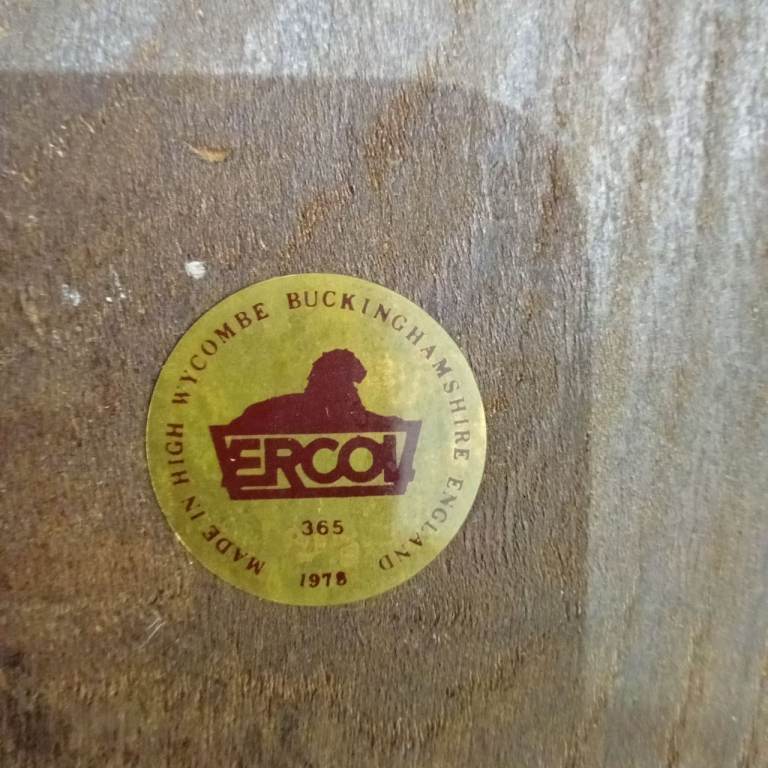 MADE IN HIGH WYCOMBE BUCKINGHAMSHIRE ENGLAND
ERCOL
365
1978